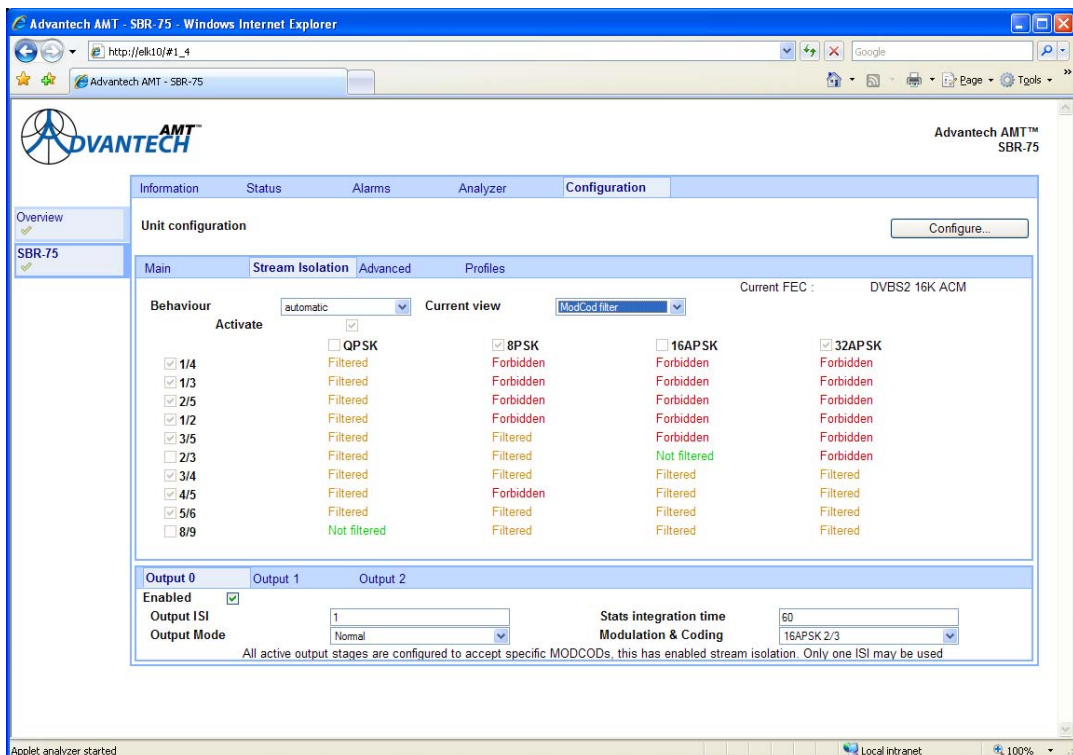 Advantech AMT - SBR-75 - Windows Internet Explorer
http://elk10/#1_4
Google
Advantech AMT - SBR-75
Page Tools
ADVANTECH AMT™
Advantech AMT™
SBR-75
Information Status Alarms Analyzer Configuration
Overview
SBR-75
Unit configuration
Configure...
Main Stream Isolation Advanced Profiles
Current FEC : DVBS2 16K ACM
Behaviour automatic Current view ModCod filter
Activate
QPSK 8PSK 16APSK 32APSK
1/4 Filtered Forbidden Forbidden Forbidden
1/3 Filtered Forbidden Forbidden Forbidden
2/5 Filtered Forbidden Forbidden Forbidden
1/2 Filtered Forbidden Forbidden Forbidden
3/5 Filtered Filtered Forbidden Forbidden
2/3 Filtered Filtered Not filtered Forbidden
3/4 Filtered Filtered Filtered Filtered
4/5 Filtered Forbidden Filtered Filtered
5/6 Filtered Filtered Filtered Filtered
8/9 Not filtered Filtered Filtered Filtered
Output 0 Output 1 Output 2
Enabled
Output ISI 1 Stats integration time 60
Output Mode Normal Modulation & Coding 16APSK 2/3
All active output stages are configured to accept specific MODCODs, this has enabled stream isolation. Only one ISI may be used
Applet analyzer started
Local intranet
100%